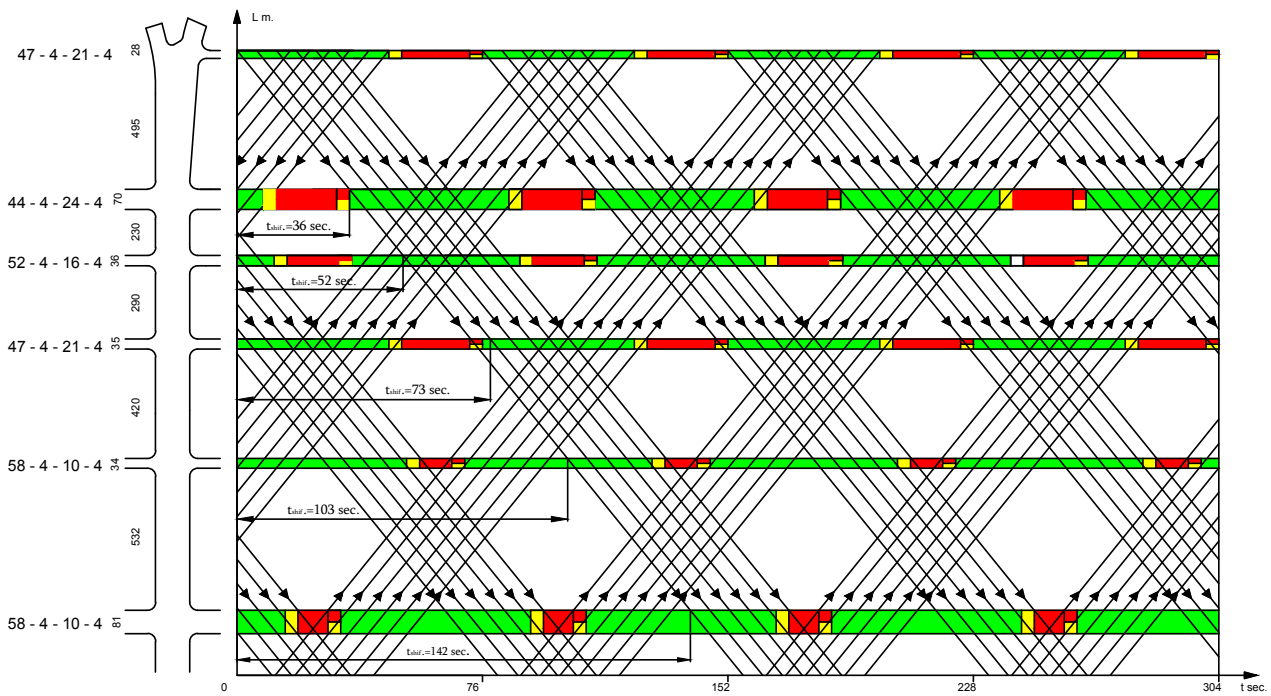 L m.
47 - 4 - 21 - 4
28
495
44 - 4 - 24 - 4
70
tshif.=36 sec.
230
52 - 4 - 16 - 4
36
tshif.=52 sec.
290
47 - 4 - 21 - 4
35
tshif.=73 sec.
420
58 - 4 - 10 - 4
34
tshif.=103 sec.
532
58 - 4 - 10 - 4
81
tshif.=142 sec.
0 76 152 228 304 t sec.